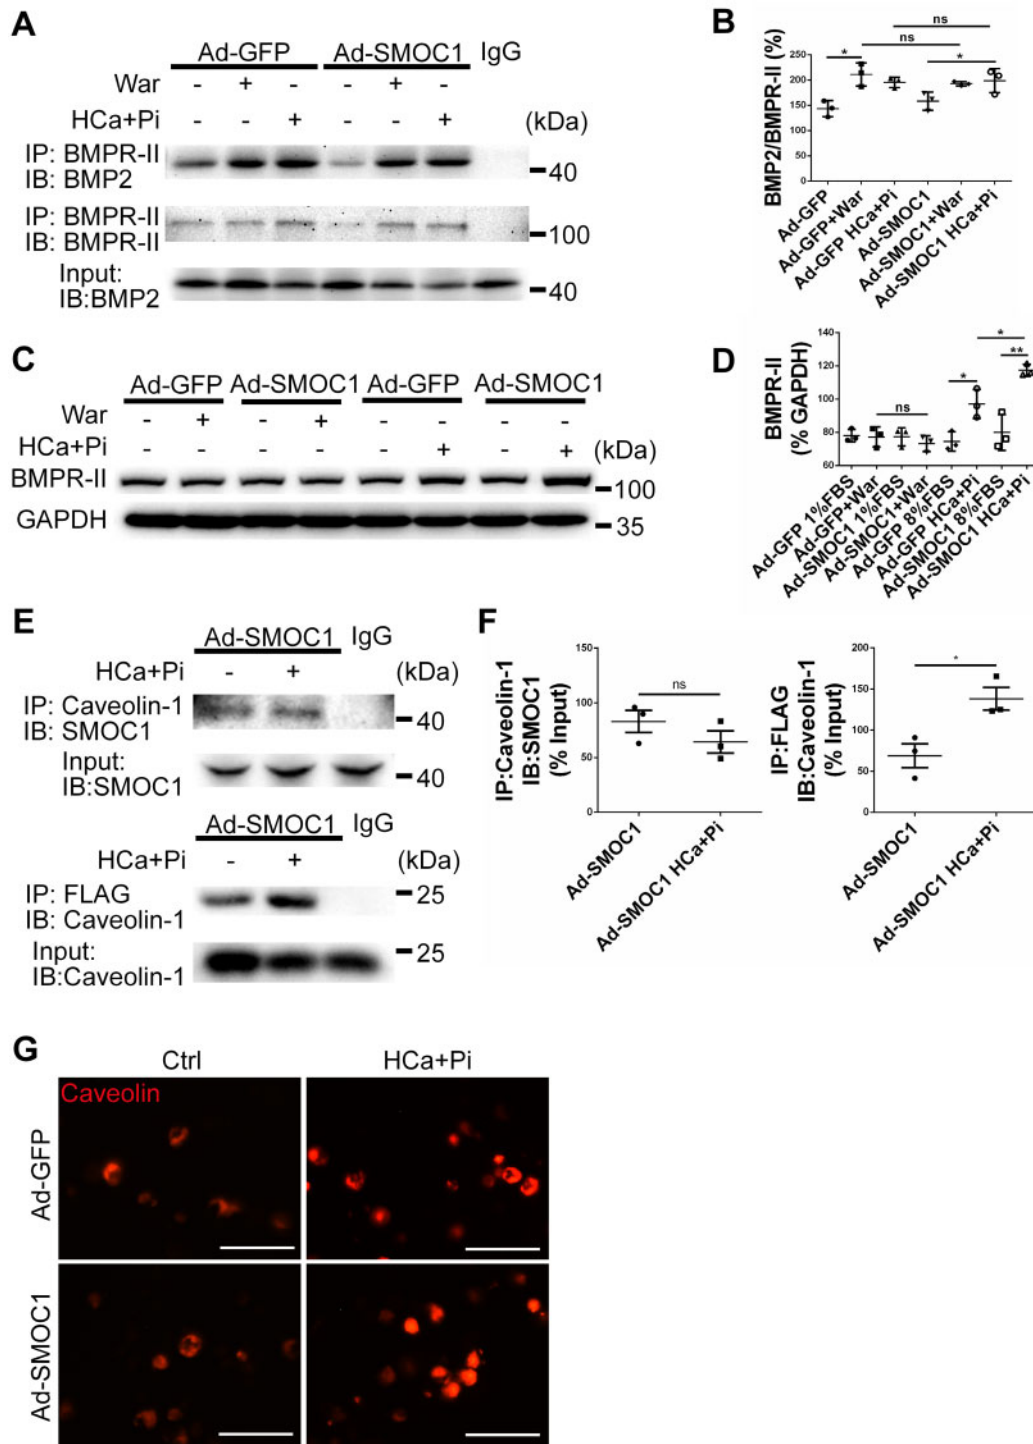 A
Ad-GFP Ad-SMOC1 IgG
War - + - - + -
HCa+Pi - - + - - + (kDa)
IP: BMPR-II
IB: BMP2
40
IP: BMPR-II
IB: BMPR-II
100
Input:
IB:BMP2
40
B
BMP2/BMPR-II (%)
250
200
150
100
50
0
ns
ns
*
*
Ad-GFP
Ad-GFP+War
Ad-GFP HCa+Pi
Ad-SMOC1
Ad-SMOC1+War
Ad-SMOC1 HCa+Pi
C
Ad-GFP Ad-SMOC1 Ad-GFP Ad-SMOC1
War - + - + - - - -
HCa+Pi - - - - - + - + (kDa)
BMPR-II
100
GAPDH
35
D
BMPR-II
(% GAPDH)
140
120
100
80
60
*
**
*
ns
Ad-GFP 1%FBS
Ad-GFP+War
Ad-SMOC1 1%FBS
Ad-SMOC1+War
Ad-GFP 8%FBS
Ad-GFP HCa+Pi
Ad-SMOC1 8%FBS
Ad-SMOC1 HCa+Pi
E
Ad-SMOC1 IgG
HCa+Pi - + (kDa)
IP: Caveolin-1
IB: SMOC1
40
Input:
IB:SMOC1
40
Ad-SMOC1 IgG
HCa+Pi - + (kDa)
IP: FLAG
IB: Caveolin-1
25
Input:
IB:Caveolin-1
25
F
IP:Caveolin-1
IB:SMOC1
(% Input)
150
100
50
0
ns
Ad-SMOC1
Ad-SMOC1 HCa+Pi
IP:FLAG
IB:Caveolin-1
(% Input)
200
150
100
50
0
*
Ad-SMOC1
Ad-SMOC1 HCa+Pi
G
Ctrl HCa+Pi
Caveolin
Ad-GFP
Ad-SMOC1